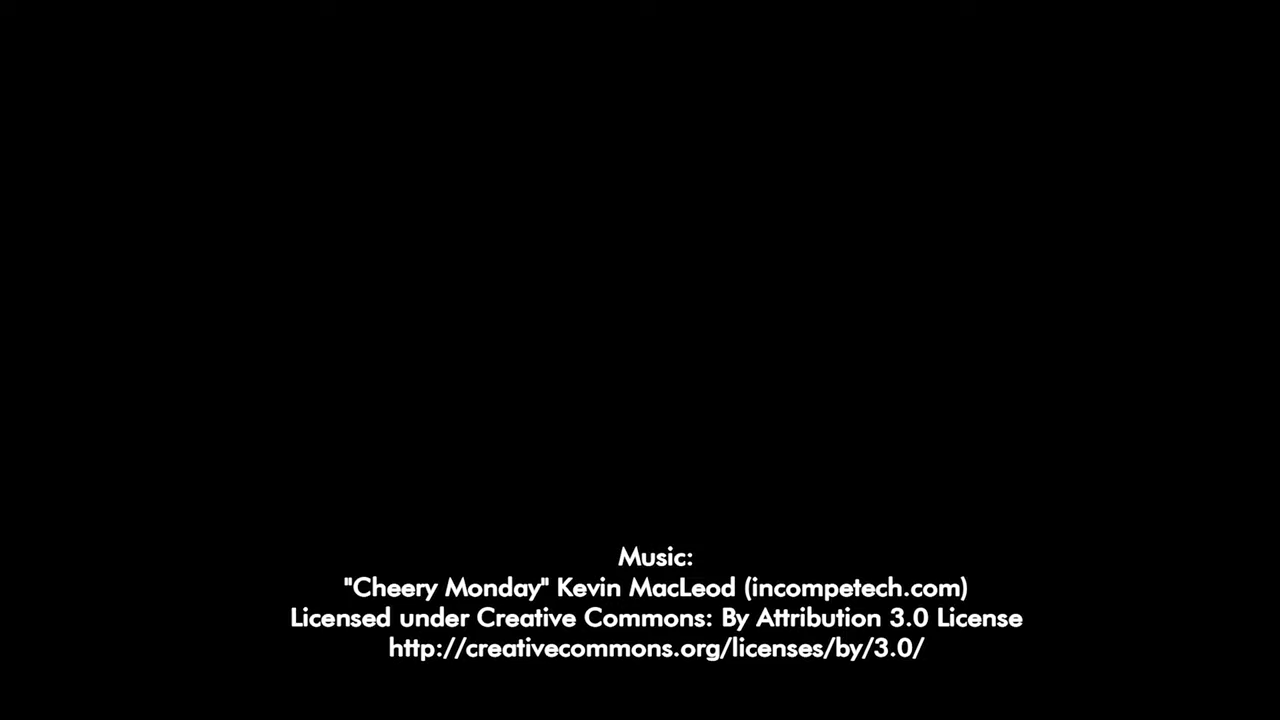 Music:
"Cheery Monday" Kevin MacLeod (incompetech.com)
Licensed under Creative Commons: By Attribution 3.0 License
http://creativecommons.org/licenses/by/3.0/